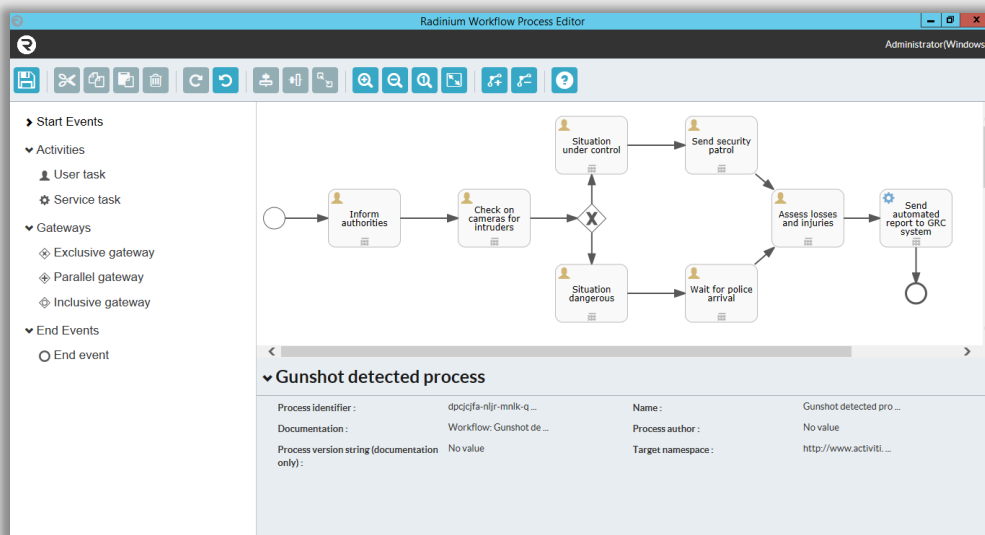 Radinium Workflow Process Editor
Administrator(Windows
Start Events
Activities
User task
Service task
Gateways
Exclusive gateway
Parallel gateway
Inclusive gateway
End Events
End event
Situation
under control
Send security
patrol
Inform
authorities
Check on
cameras for
intruders
X
Assess losses
and injuries
Send
automated
report to GRC
system
Situation
dangerous
Wait for police
arrival
Gunshot detected process
Process identifier : dpcjcjfa-nljr-mnlk-q ... Name : Gunshot detected pro ...
Documentation : Workflow: Gunshot de ... Process author : No value
Process version string (documentation No value Target namespace : http://www.activiti. ...
only) :